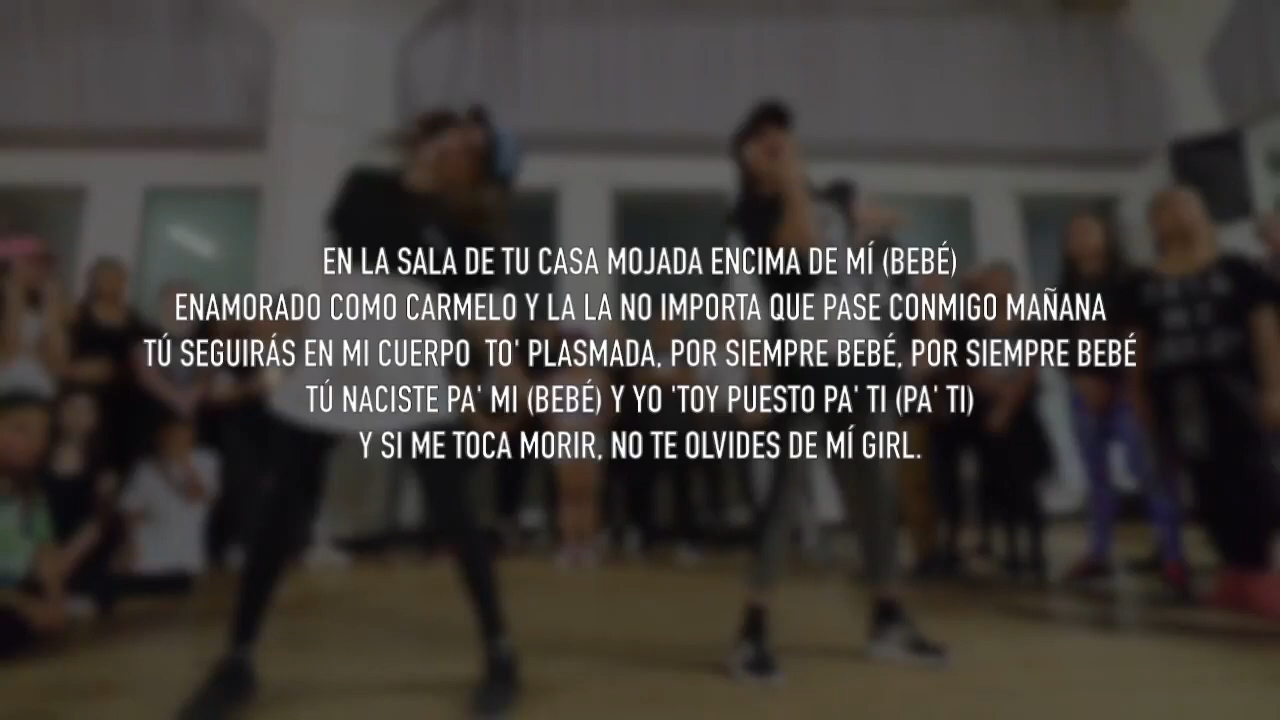 EN LA SALA DE TU CASA MOJADA ENCIMA DE MÍ (BEBÉ)
ENAMORADO COMO CARMELO Y LA LA NO IMPORTA QUE PASE CONMIGO MAÑANA
TÚ SEGUIRÁS EN MI CUERPO  TO' PLASMADA, POR SIEMPRE BEBÉ, POR SIEMPRE BEBÉ
TÚ NACISTE PA' MI (BEBÉ) Y YO 'TOY PUESTO PA' TI (PA' TI)
Y SI ME TOCA MORIR, NO TE OLVIDES DE MÍ GIRL.